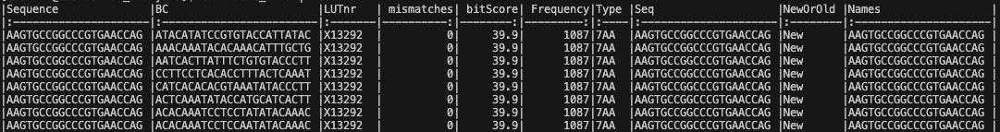 |Sequence |BC |LUTnr | mismatches| bitScore| Frequency|Type |Seq |NewOrOld |Names |
|:--------------------|:--------------------|:------|----------:|--------:|---------:|:----|:--------------------|:--------|:--------------------|
|AAGTGCCGGCCCGTGAACCAG |ATACATATCCGTGTACCATTATAC |X13292 | 0| 39.9| 1087|7AA |AAGTGCCGGCCCGTGAACCAG |New |AAGTGCCGGCCCGTGAACCAG |
|AAGTGCCGGCCCGTGAACCAG |AAACAAATACACAAACATTTGCTG |X13292 | 0| 39.9| 1087|7AA |AAGTGCCGGCCCGTGAACCAG |New |AAGTGCCGGCCCGTGAACCAG |
|AAGTGCCGGCCCGTGAACCAG |AATCACTTATTTCTGTGTACCCTT |X13292 | 0| 39.9| 1087|7AA |AAGTGCCGGCCCGTGAACCAG |New |AAGTGCCGGCCCGTGAACCAG |
|AAGTGCCGGCCCGTGAACCAG |CCTTCCTCACACCTTTACTCAAAT |X13292 | 0| 39.9| 1087|7AA |AAGTGCCGGCCCGTGAACCAG |New |AAGTGCCGGCCCGTGAACCAG |
|AAGTGCCGGCCCGTGAACCAG |CATCACACACGTAAATATACCCTT |X13292 | 0| 39.9| 1087|7AA |AAGTGCCGGCCCGTGAACCAG |New |AAGTGCCGGCCCGTGAACCAG |
|AAGTGCCGGCCCGTGAACCAG |ACTCAAATATACCATGCATCACTT |X13292 | 0| 39.9| 1087|7AA |AAGTGCCGGCCCGTGAACCAG |New |AAGTGCCGGCCCGTGAACCAG |
|AAGTGCCGGCCCGTGAACCAG |ACACAAATCCTCCTATATACAAAC |X13292 | 0| 39.9| 1087|7AA |AAGTGCCGGCCCGTGAACCAG |New |AAGTGCCGGCCCGTGAACCAG |
|AAGTGCCGGCCCGTGAACCAG |ACACAAATCCTCCAATATACAAAC |X13292 | 0| 39.9| 1087|7AA |AAGTGCCGGCCCGTGAACCAG |New |AAGTGCCGGCCCGTGAACCAG |